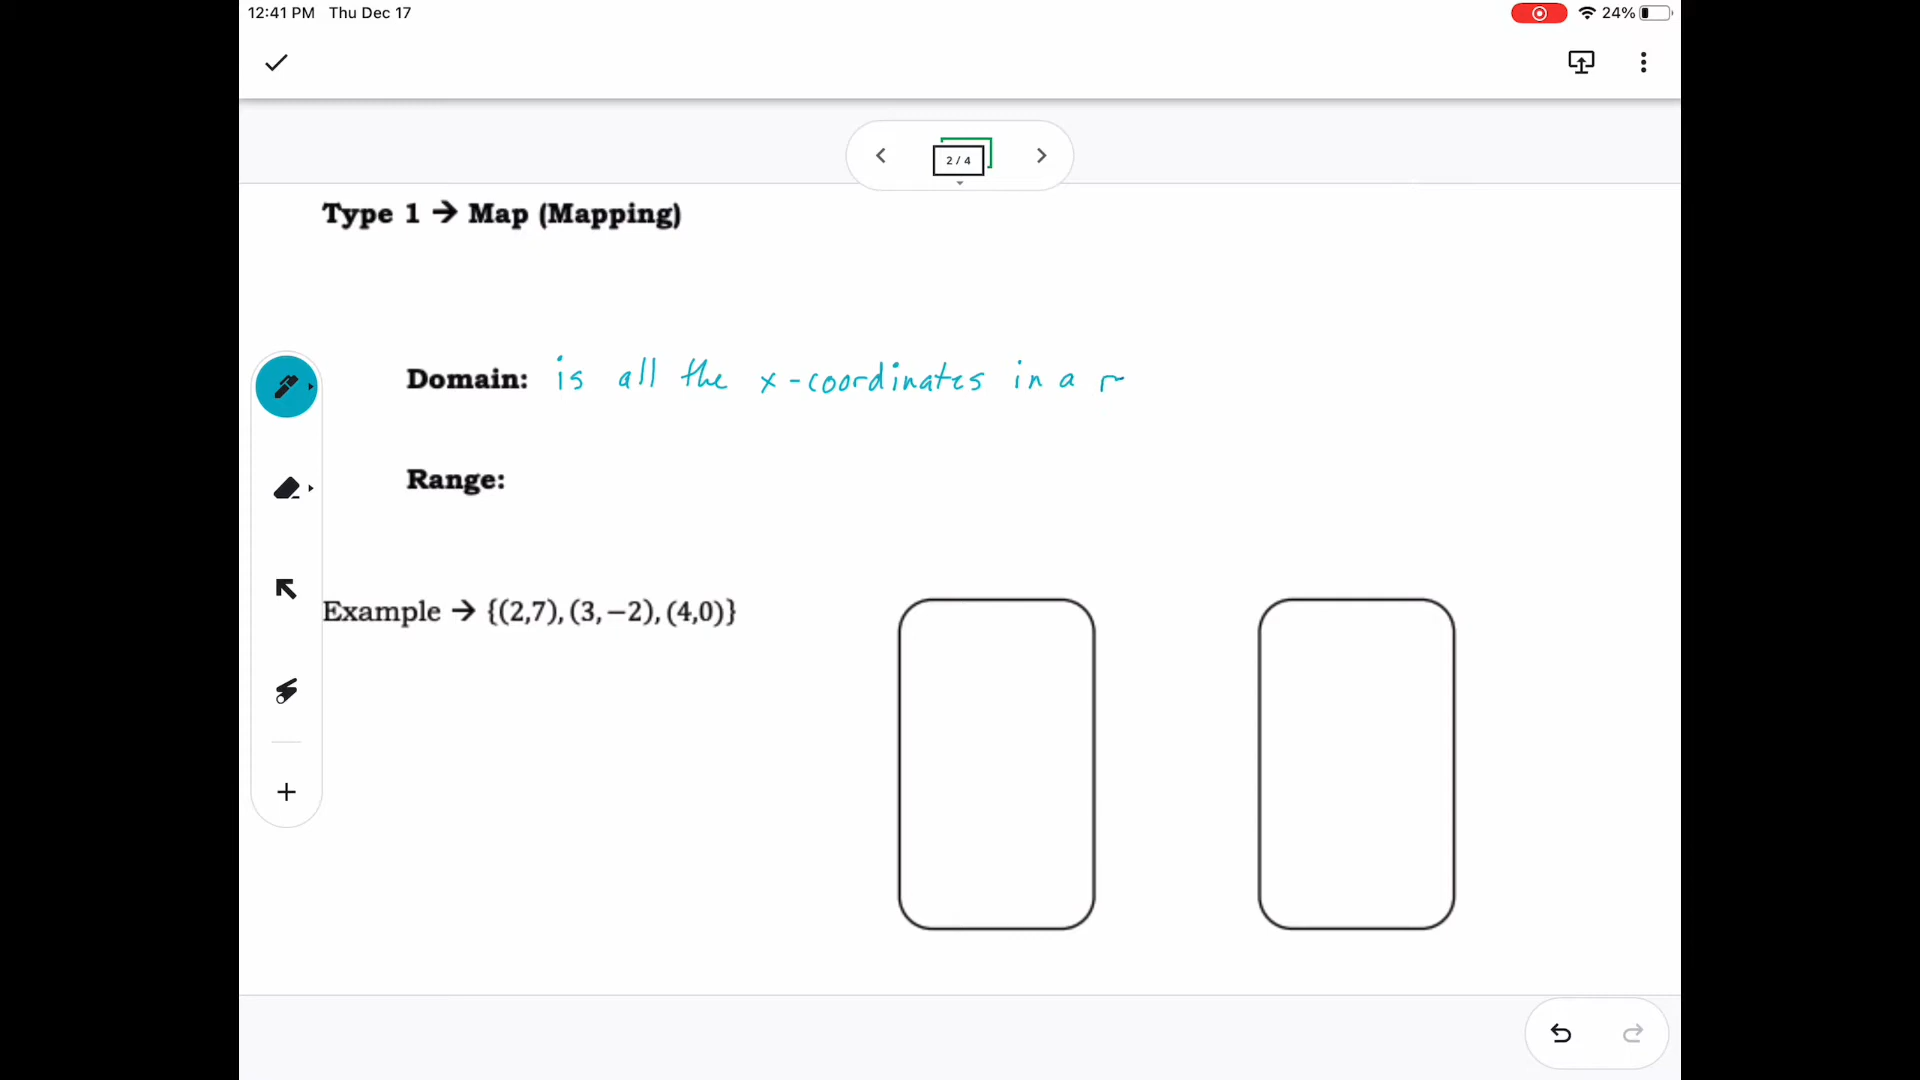 12:41 PM Thu Dec 17
24%
2 / 4
Type 1 → Map (Mapping)
Domain: is all the x-coordinates in a r
Range:
Example → {(2,7), (3, −2), (4,0)}